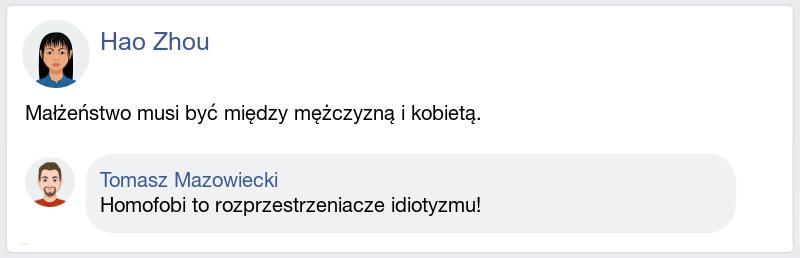 Hao Zhou
Małżeństwo musi być między mężczyzną i kobietą.
Tomasz Mazowiecki
Homofobi to rozprzestrzeniacze idiotyzmu!